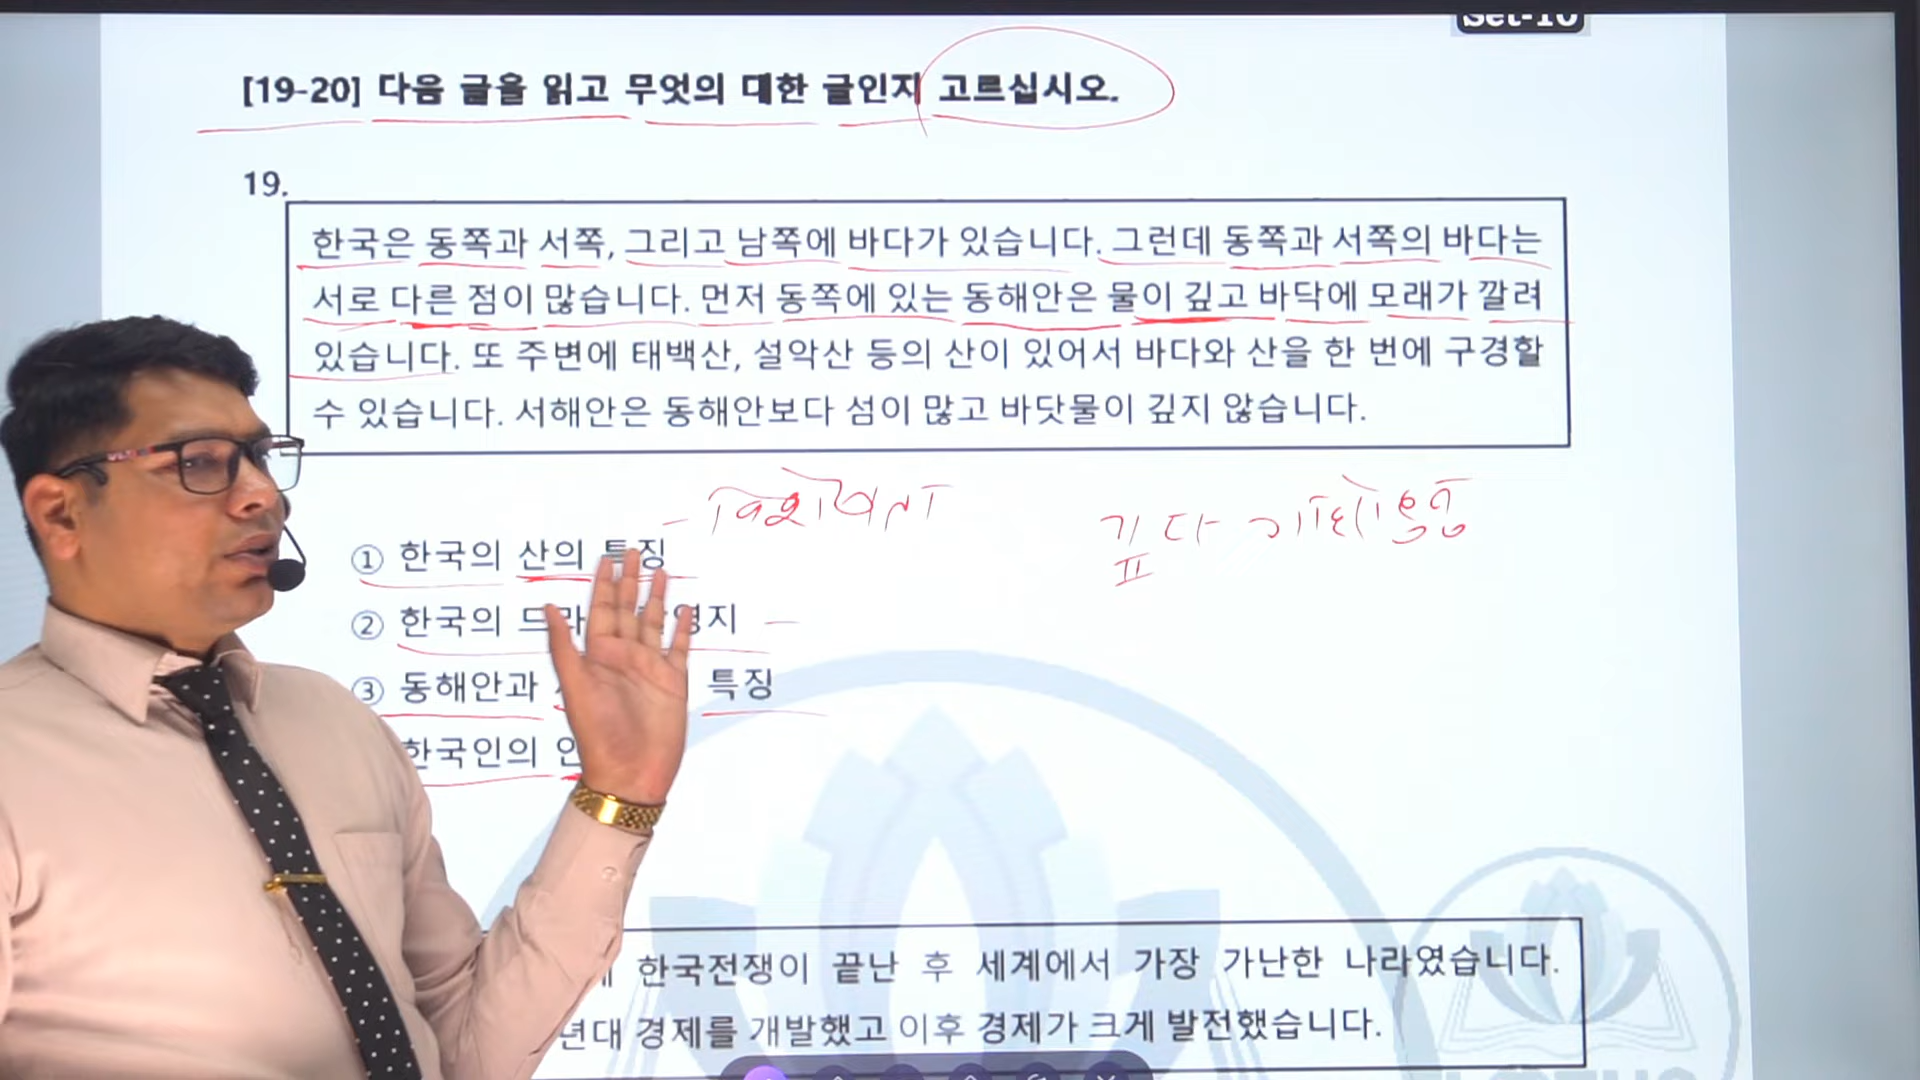 Set-10
[19-20] 다음 글을 읽고 무엇의 대한 글인지 고르십시오.
19.
한국은 동쪽과 서쪽, 그리고 남쪽에 바다가 있습니다. 그런데 동쪽과 서쪽의 바다는
서로 다른 점이 많습니다. 먼저 동쪽에 있는 동해안은 물이 깊고 바닥에 모래가 깔려
있습니다. 또 주변에 태백산, 설악산 등의 산이 있어서 바다와 산을 한 번에 구경할
수 있습니다. 서해안은 동해안보다 섬이 많고 바닷물이 깊지 않습니다.
① 한국의 산의 특징
② 한국의
③ 동해안과 특징
한국인의
한국전쟁이 끝난 후 세계에서 가장 가난한 나라였습니다.
년대 경제를 개발했고 이후 경제가 크게 발전했습니다.